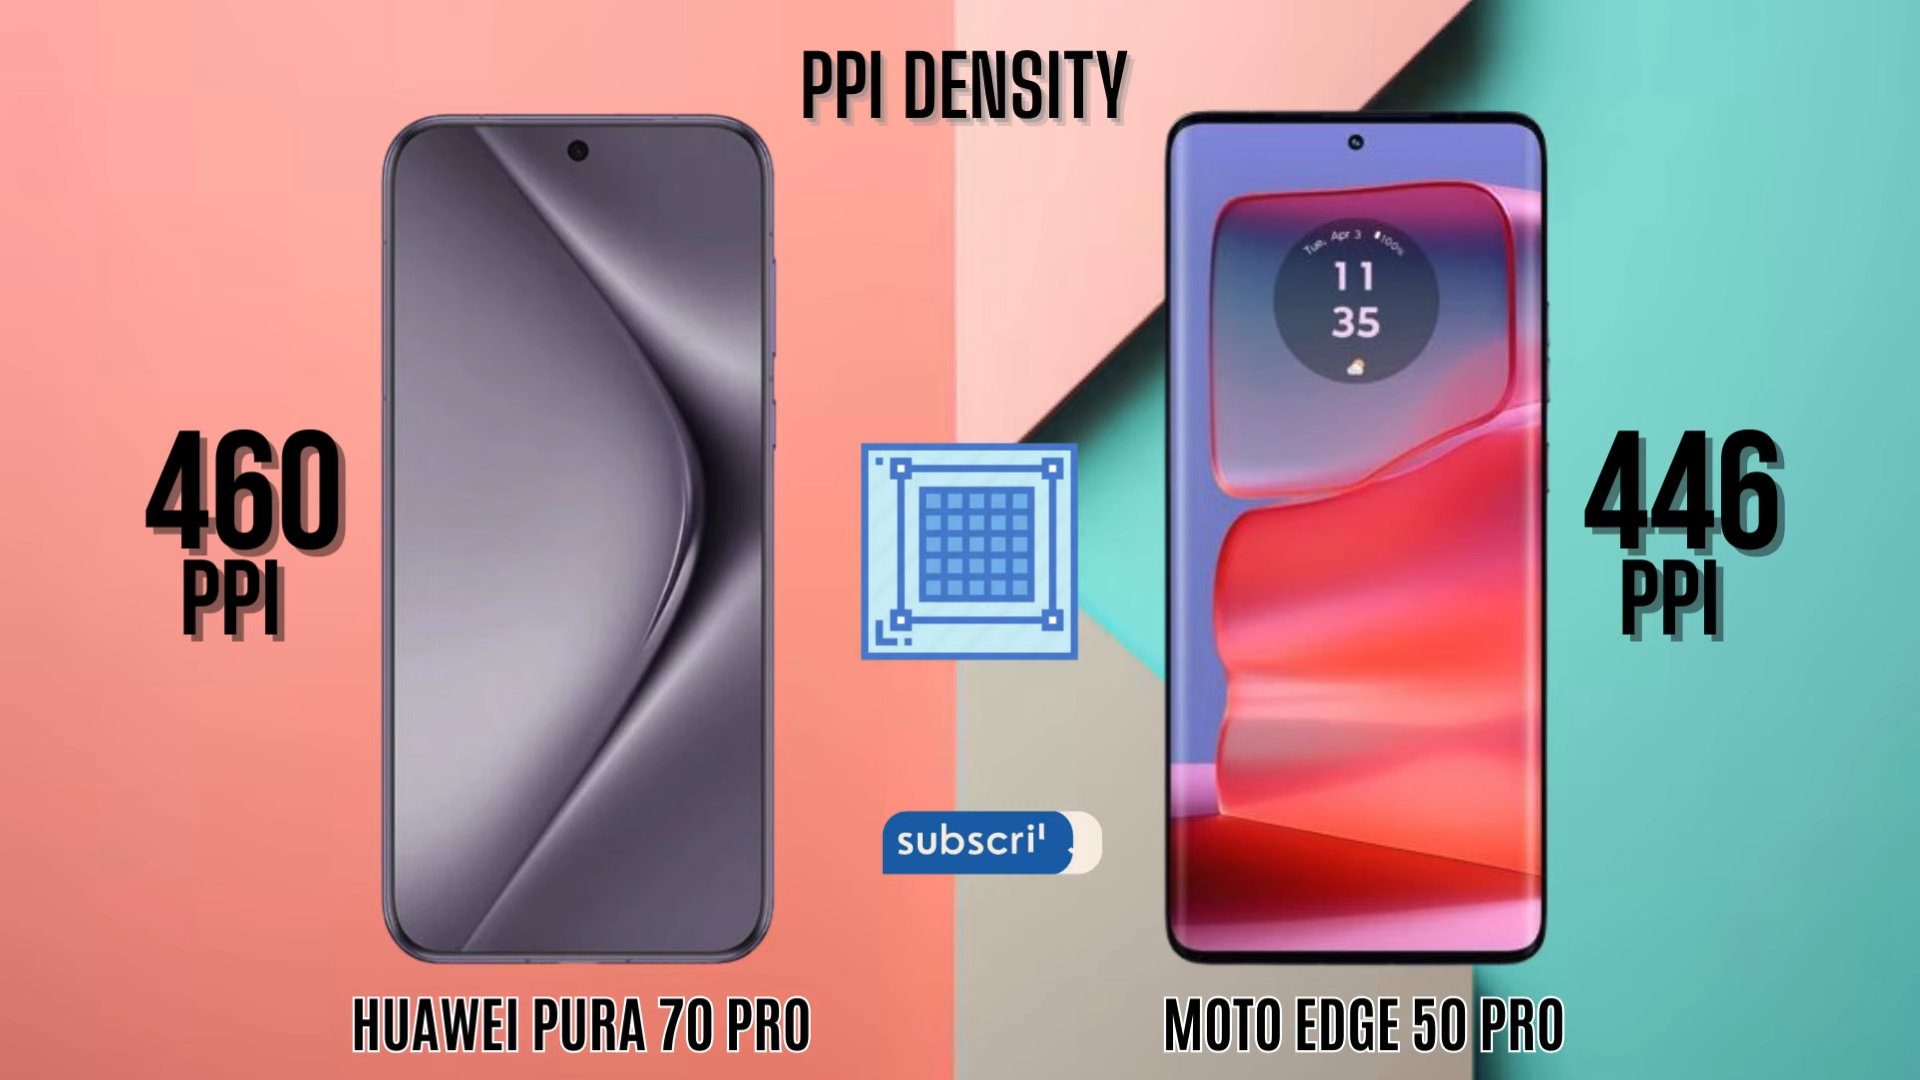 PPI DENSITY
Tue, Apr 3 100%
11
35
460
PPI
446
PPI
HUAWEI PURA 70 PRO
MOTO EDGE 50 PRO